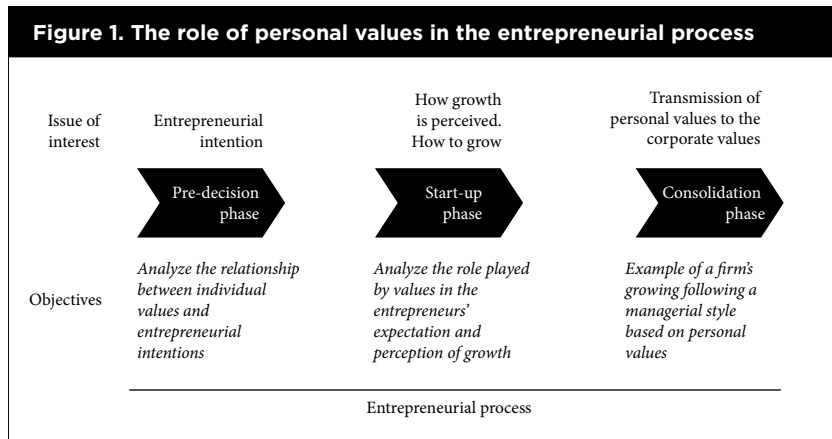 Figure 1. The role of personal values in the entrepreneurial process
Issue of
interest
Entrepreneurial
intention
How growth
is perceived.
How to grow
Transmission of
personal values to the
corporate values
Pre-decision
phase
Start-up
phase
Consolidation
phase
Objectives
Analyze the relationship
between individual
values and
entrepreneurial
intentions
Analyze the role played
by values in the
entrepreneurs’
expectation and
perception of growth
Example of a firm’s
growing following a
managerial style
based on personal
values
Entrepreneurial process